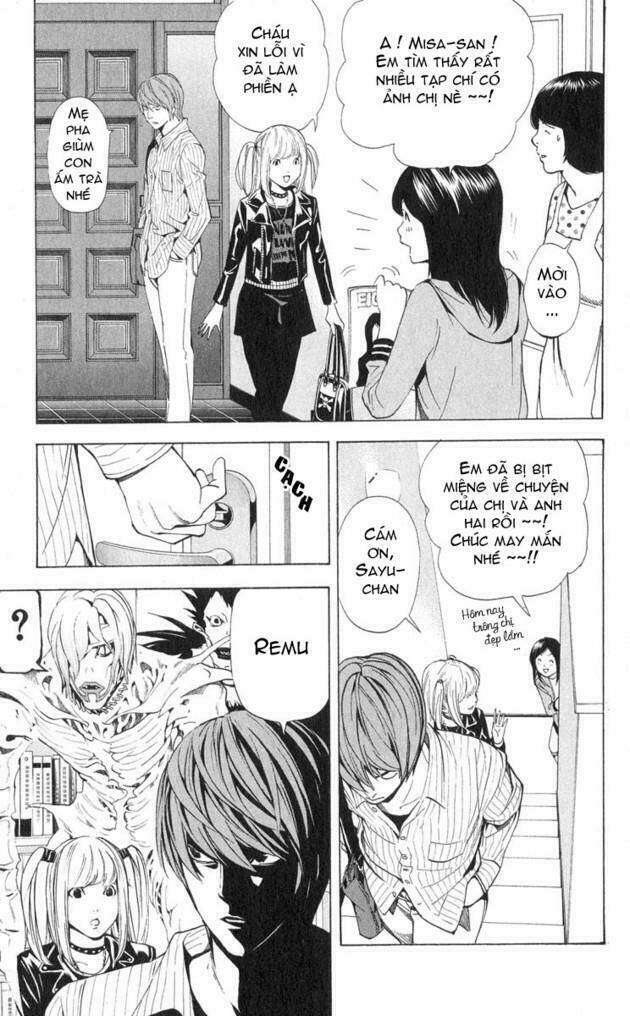 A ! Misa-san !
Em tìm thấy rất
nhiều tạp chí có
ảnh chị nè ~~!
Cháu
xin lỗi vì
đã làm
phiền ạ
Mẹ
pha
giùm
con
ấm trà
nhé
Mời
vào
...
EIG
Em đã bị bịt
miệng về chuyện
của chị và anh
hai rồi ~~!
Chúc may mắn
nhé ~~!!
Cám
ơn,
Sayu-
chan
Hôm nay
trông chị
đẹp lắm
...
CẠCH
Remu
?